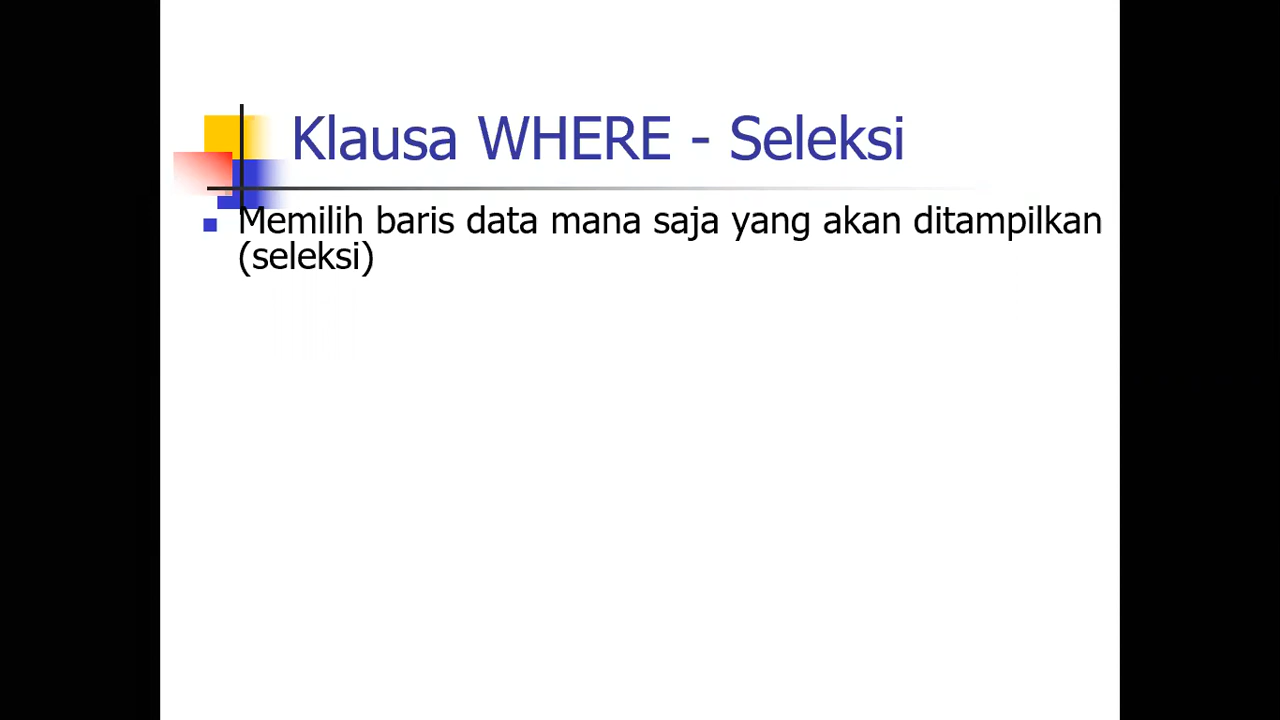 Klausa WHERE - Seleksi
Memilih baris data mana saja yang akan ditampilkan
(seleksi)